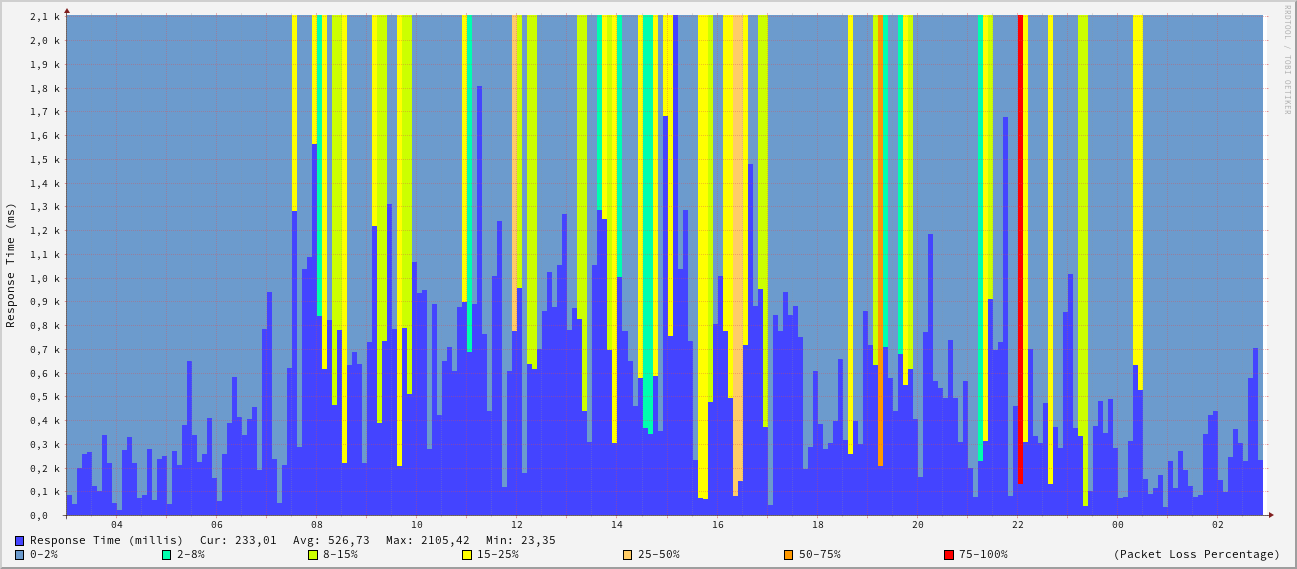 RRDTOOL / TOBI OETIKER
Response Time (ms)
2,1 k
2,0 k
1,9 k
1,8 k
1,7 k
1,6 k
1,5 k
1,4 k
1,3 k
1,2 k
1,1 k
1,0 k
0,9 k
0,8 k
0,7 k
0,6 k
0,5 k
0,4 k
0,3 k
0,2 k
0,1 k
0,0
04 06 08 10 12 14 16 18 20 22 00 02
Response Time (millis) Cur: 233,01 Avg: 526,73 Max: 2105,42 Min: 23,35
0-2% 2-8% 8-15% 15-25% 25-50% 50-75% 75-100% (Packet Loss Percentage)